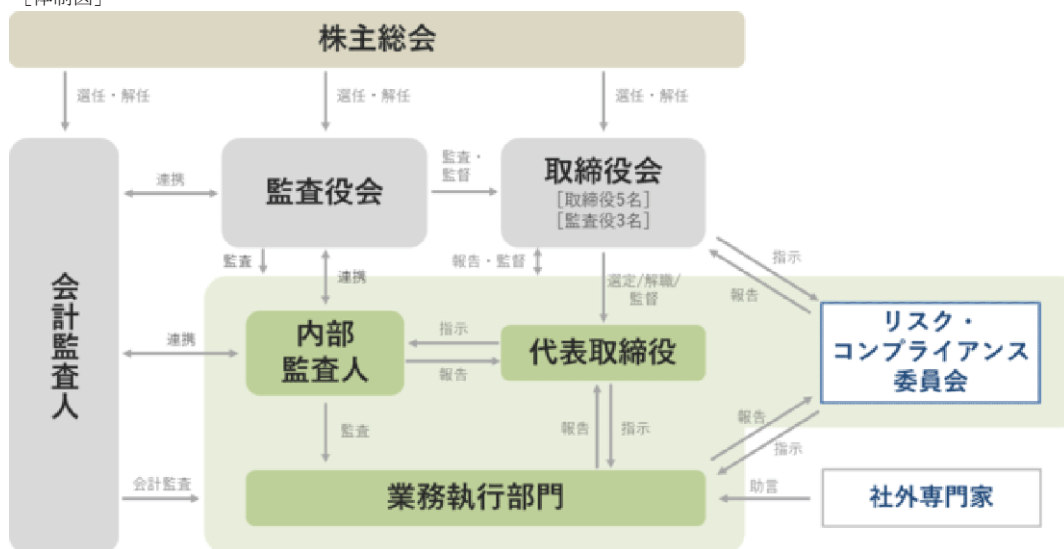 [体制図]
株主総会
選任・解任
選任・解任
選任・解任
会計監査人
連携
監査役会
監査・
監督
取締役会
[取締役5名]
[監査役3名]
監査
連携
報告・監督
選定/解職/
監督
指示
報告
連携
内部
監査人
指示
報告
代表取締役
リスク・
コンプライアンス
委員会
監査
報告
指示
報告
指示
会計監査
業務執行部門
助言
社外専門家